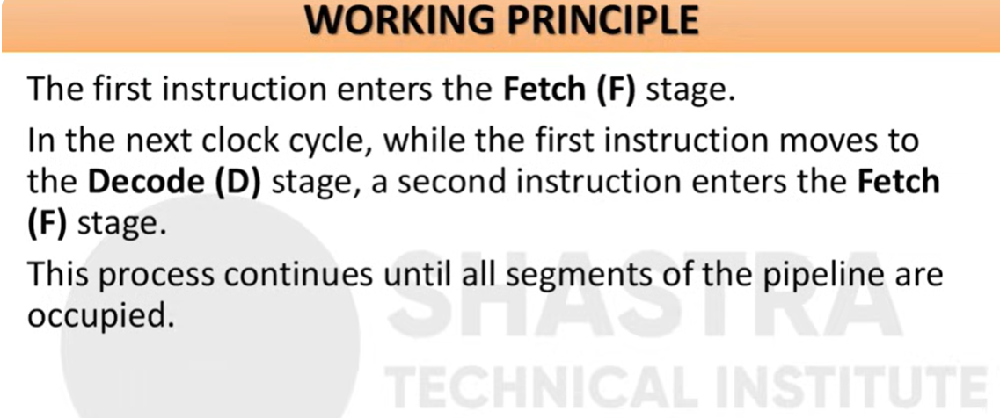 WORKING PRINCIPLE
The first instruction enters the Fetch (F) stage.
In the next clock cycle, while the first instruction moves to
the Decode (D) stage, a second instruction enters the Fetch
(F) stage.
This process continues until all segments of the pipeline are
occupied.
SHASTRA
TECHNICAL INSTITUTE